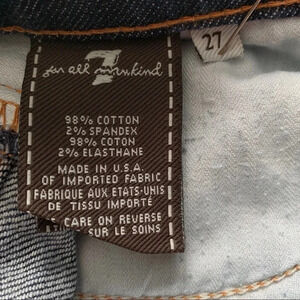 7
for all mankind
27
98% COTTON
2% SPANDEX
98% COTON
2% ELASTHANE
MADE IN U.S.A.
OF IMPORTED FABRIC
FABRIQUE AUX ETATS-UNIS
DE TISSU IMPORTÉ
CARE ON REVERSE
SUR LE SOINS